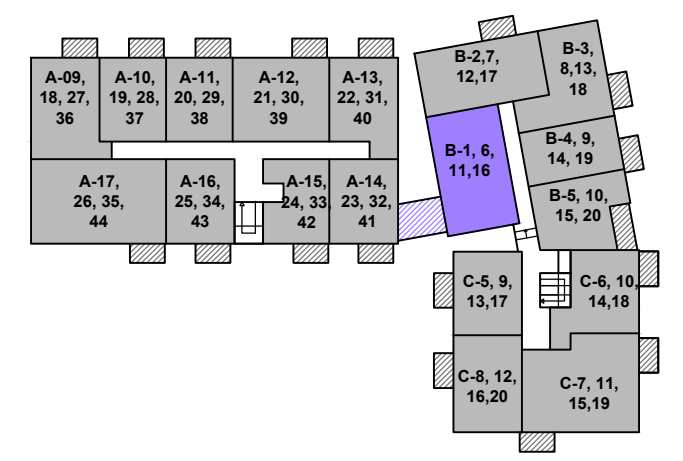 A-09,
18, 27,
36
A-10,
19, 28,
37
A-11,
20, 29,
38
A-12,
21, 30,
39
A-13,
22, 31,
40
A-17,
26, 35,
44
A-16,
25, 34,
43
A-15,
24, 33,
42
A-14,
23, 32,
41
B-2,7,
12,17
B-3,
8,13,
18
B-1, 6,
11,16
B-4, 9,
14, 19
B-5, 10,
15, 20
C-5, 9,
13,17
C-6, 10,
14,18
C-8, 12,
16,20
C-7, 11,
15,19